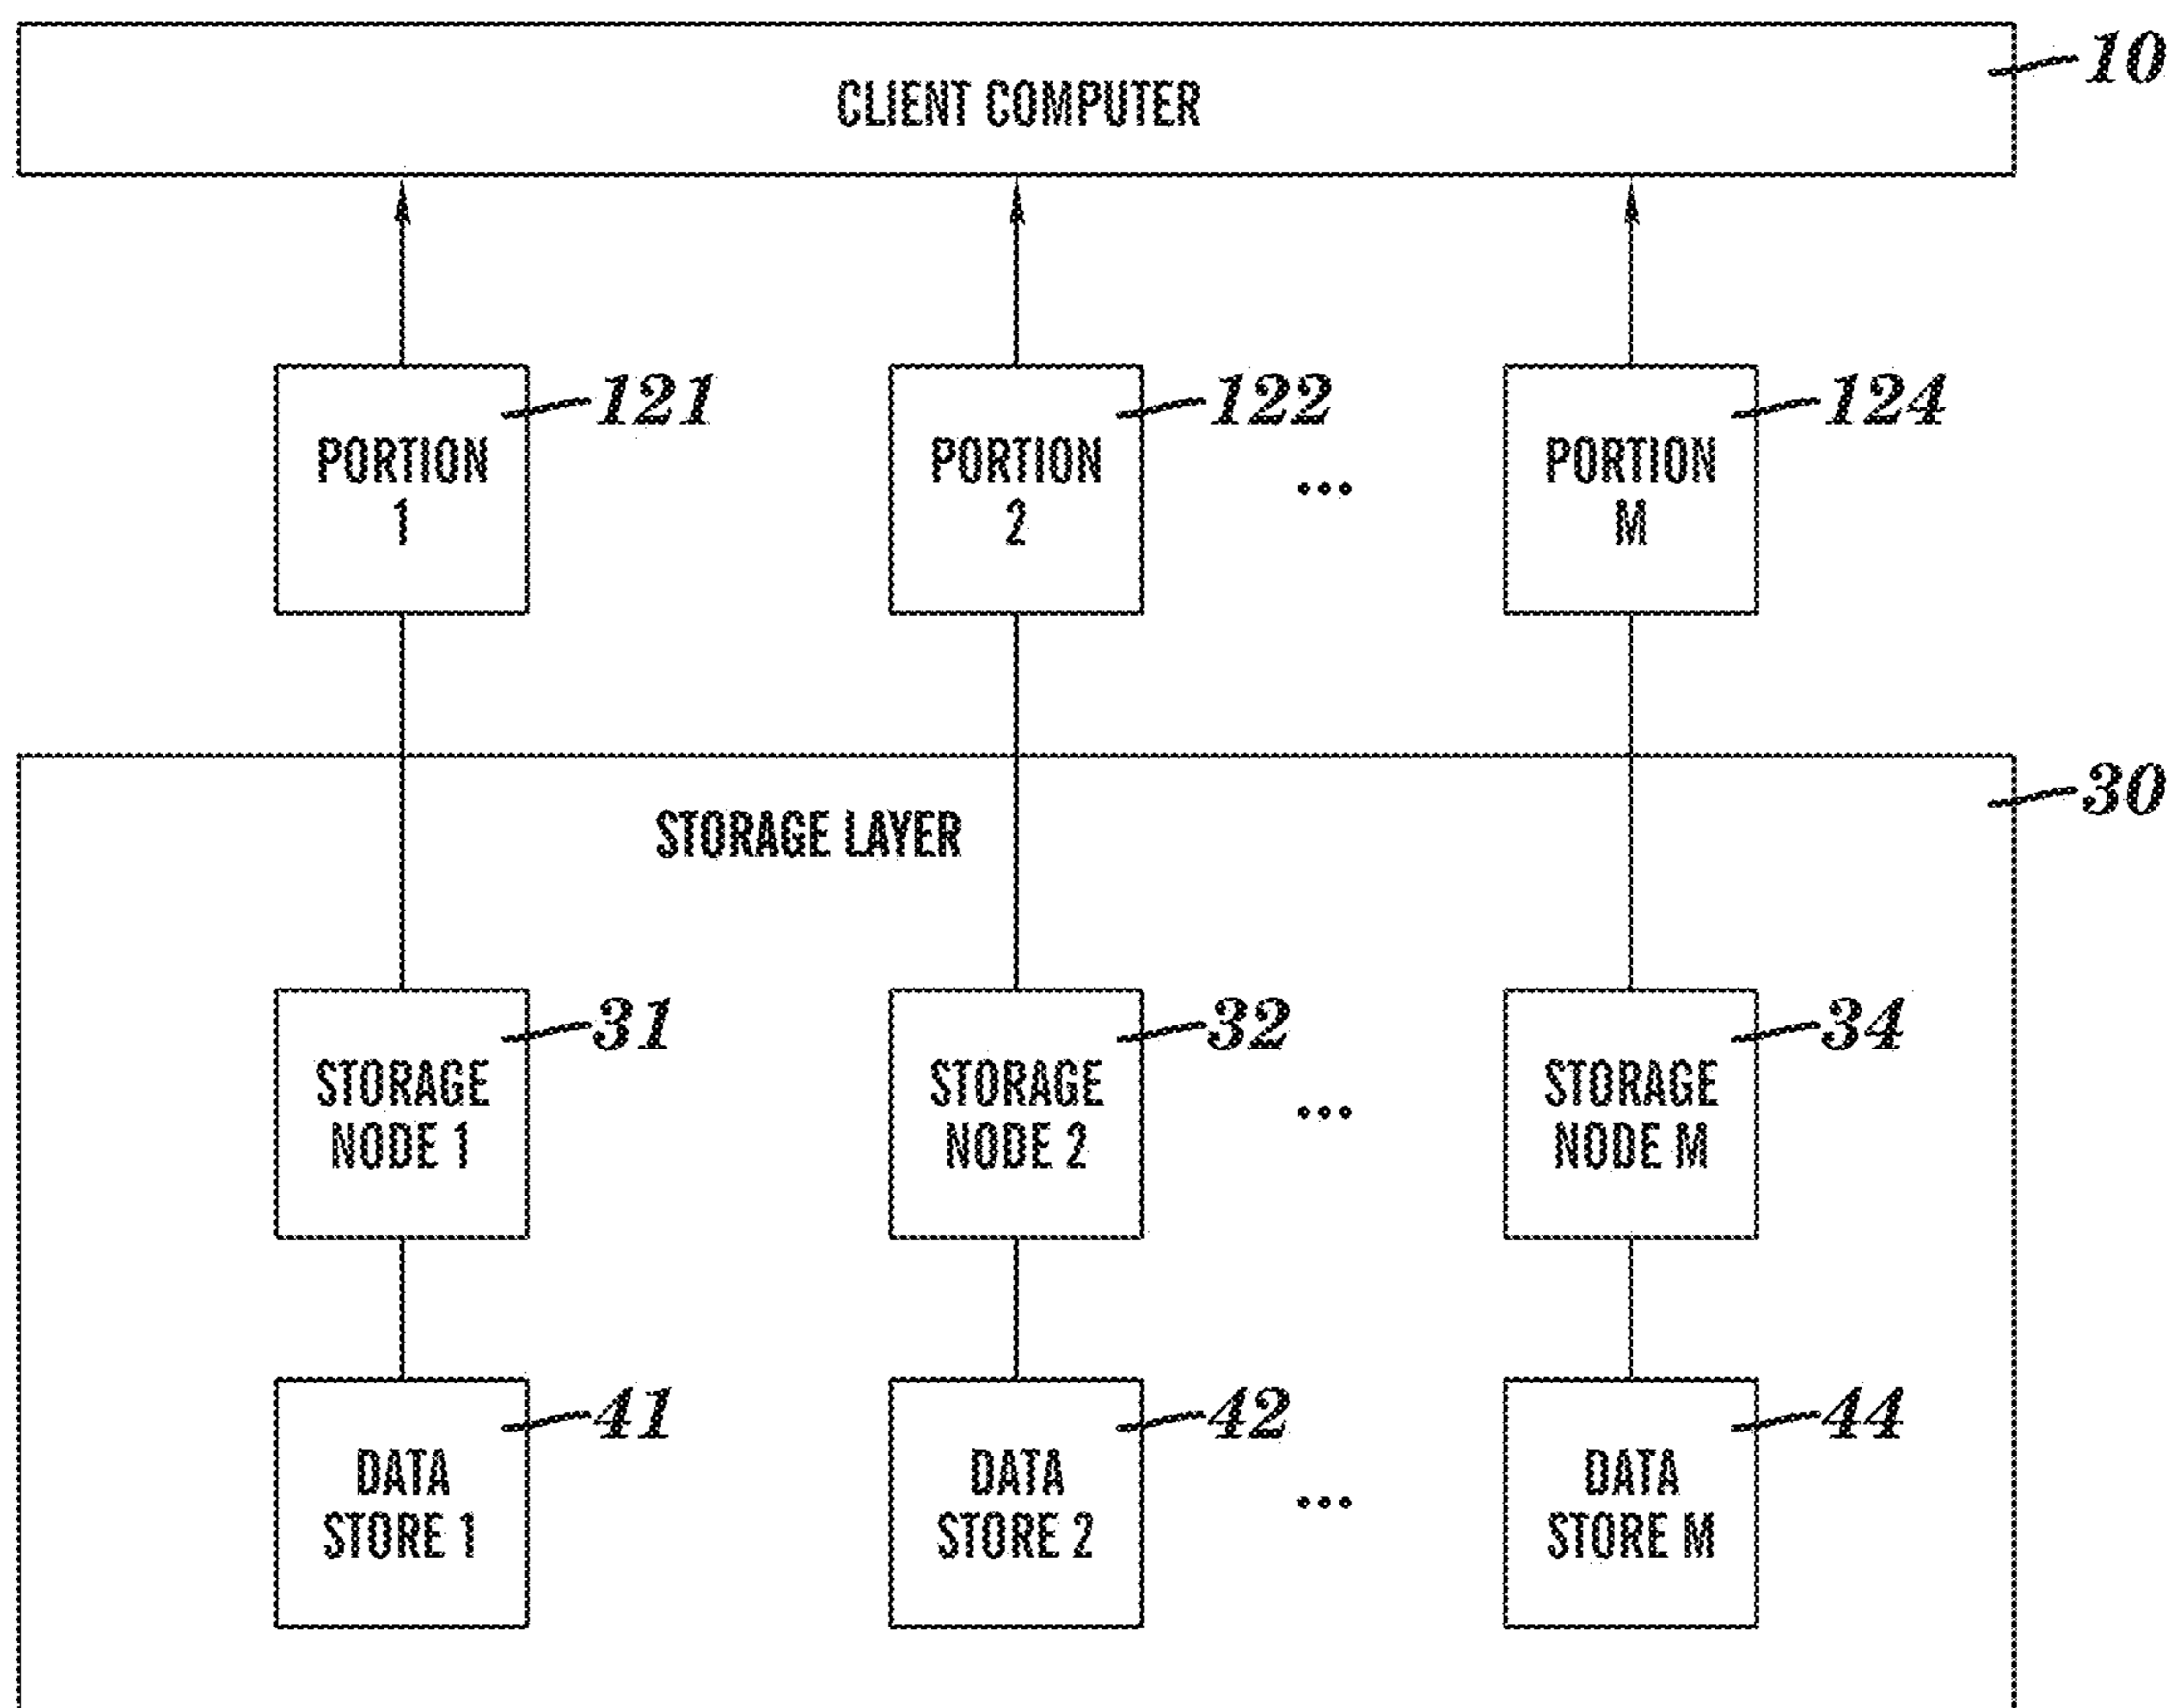 CLIENT COMPUTER
10
121
122
124
PORTION
1
PORTION
2
...
PORTION
M
30
STORAGE LAYER
31
32
34
STORAGE
NODE 1
STORAGE
NODE 2
...
STORAGE
NODE M
41
42
44
DATA
STORE 1
DATA
STORE 2
...
DATA
STORE M